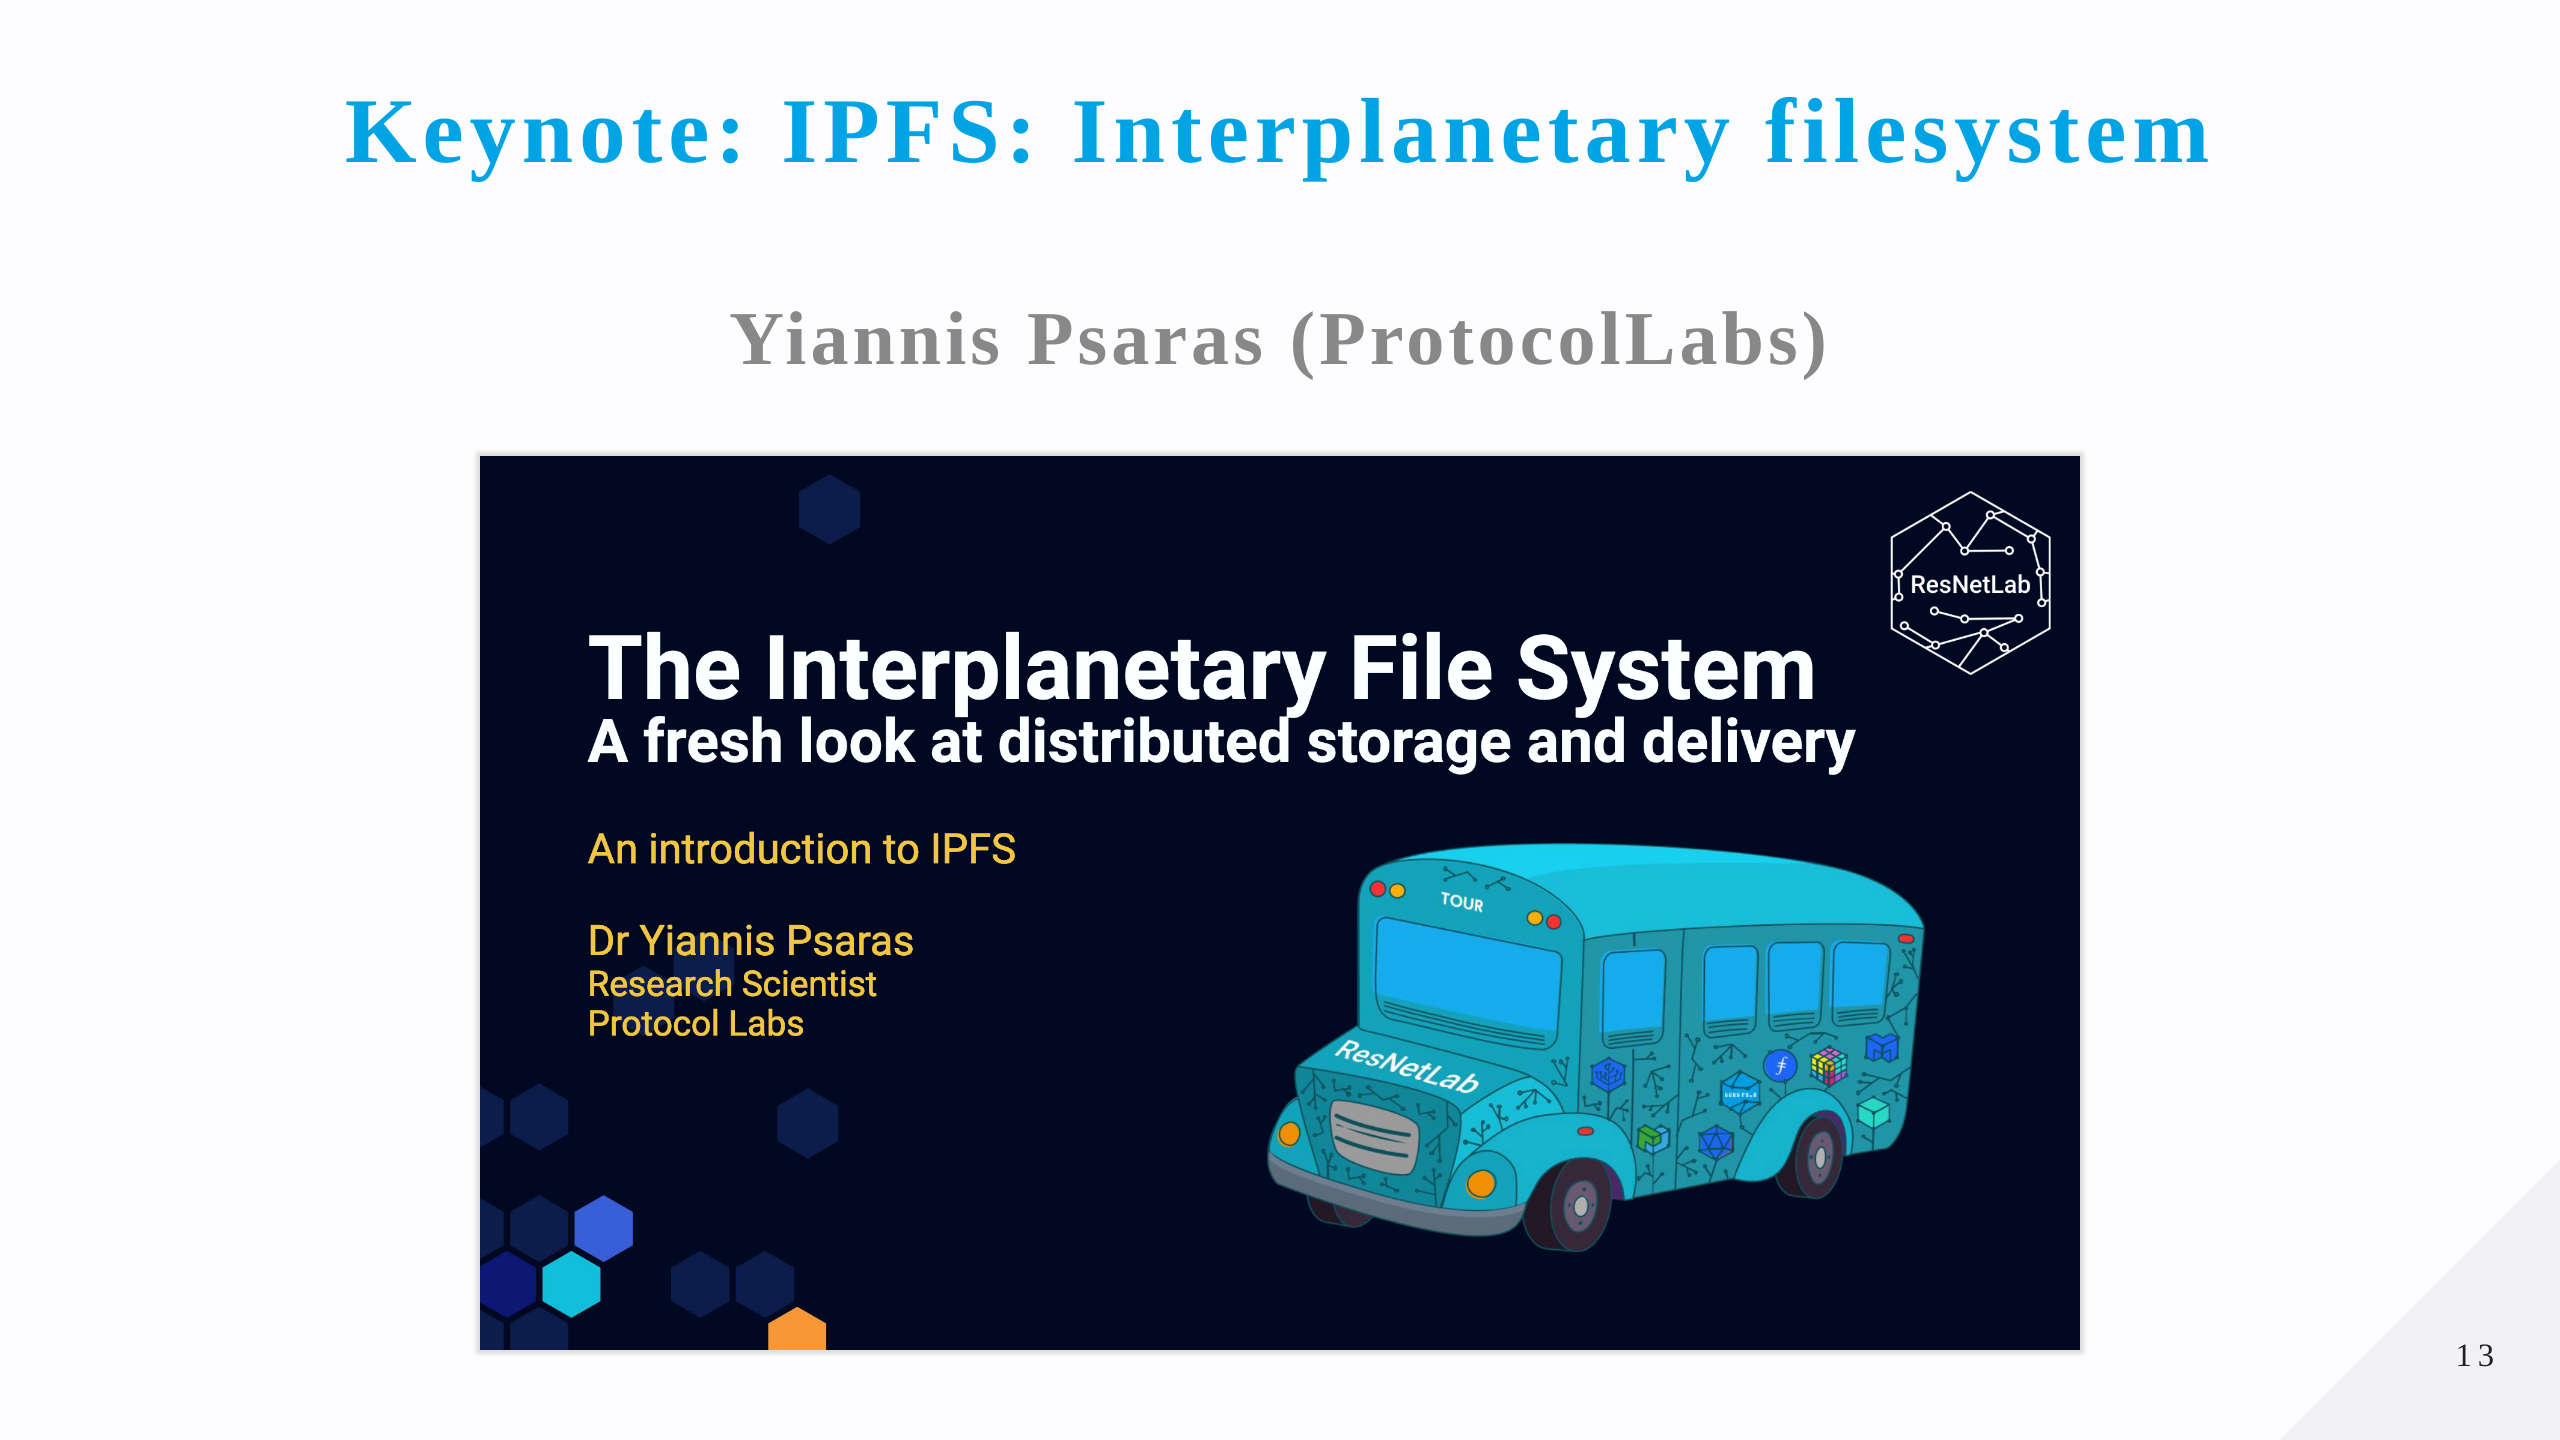 Keynote: IPFS: Interplanetary filesystem
Yiannis Psaras (ProtocolLabs)
ResNetLab
The Interplanetary File System
A fresh look at distributed storage and delivery
An introduction to IPFS
Dr Yiannis Psaras
Research Scientist
Protocol Labs
TOUR
ResNetLab
13